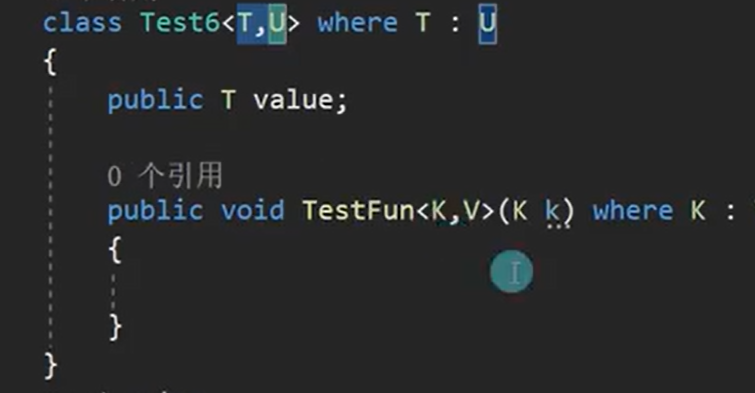 class Test6<T,U> where T : U
{
public T value;
0 个引用
public void TestFun<K,V>(K k) where K :
{
}
}